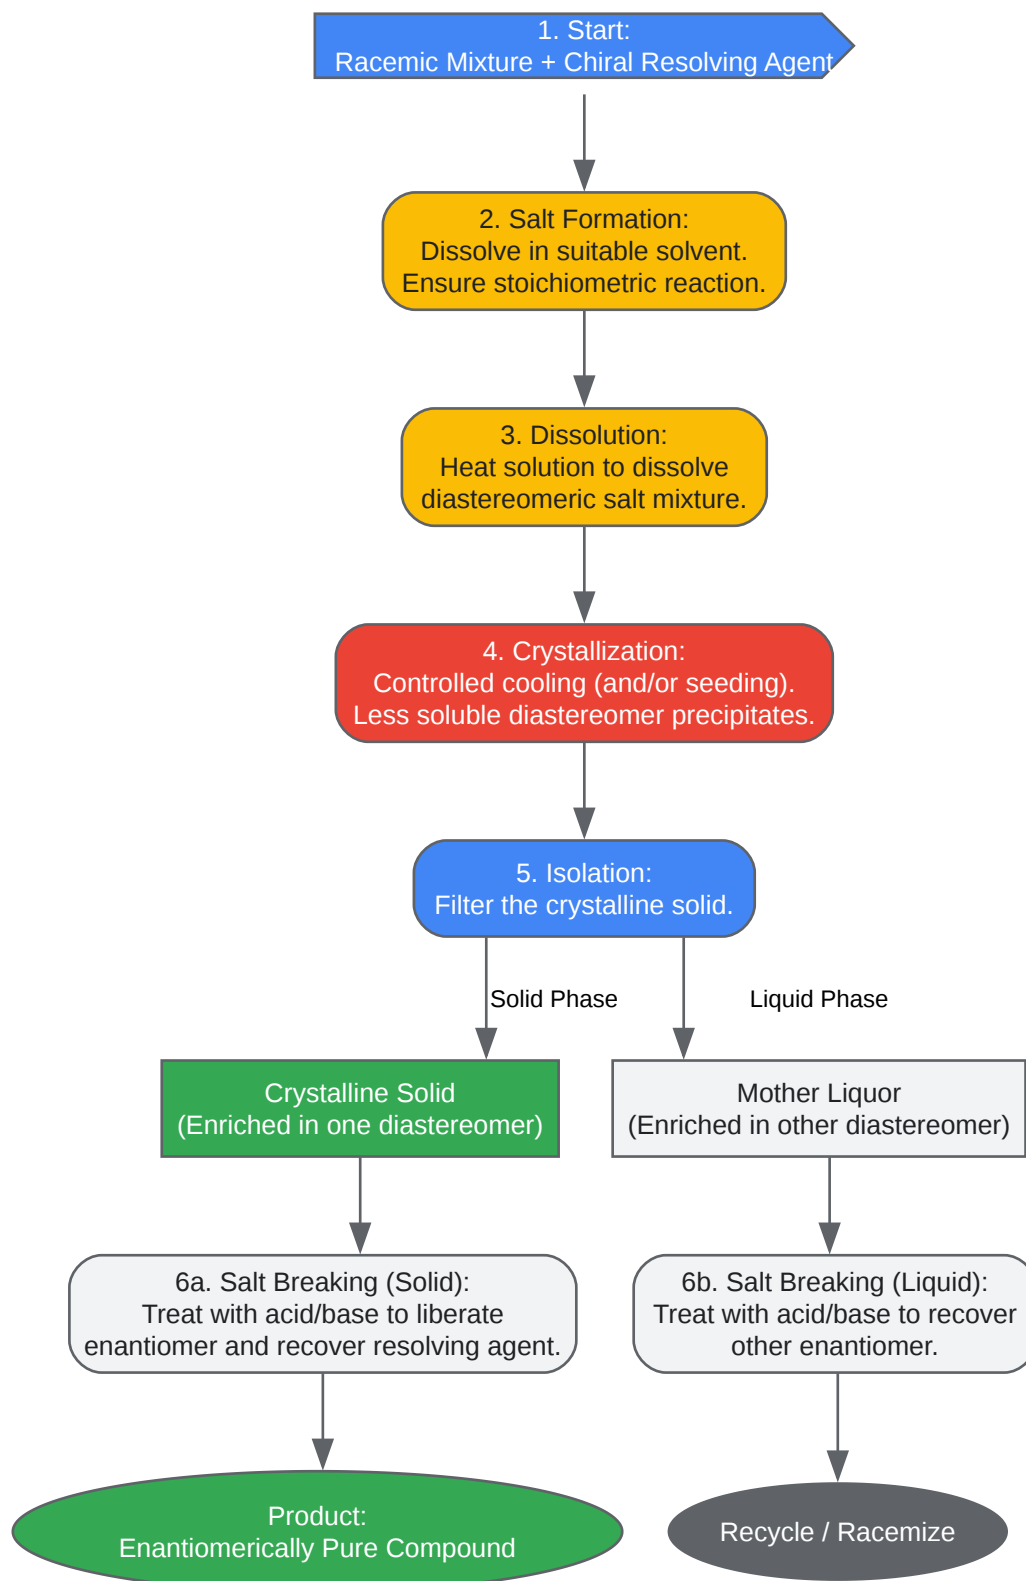 1. Start:
Racemic Mixture + Chiral Resolving Agent
2. Salt Formation:
Dissolve in suitable solvent.
Ensure stoichiometric reaction.
3. Dissolution:
Heat solution to dissolve
diastereomeric salt mixture.
4. Crystallization:
Controlled cooling (and/or seeding).
Less soluble diastereomer precipitates.
5. Isolation:
Filter the crystalline solid.
Solid Phase
Liquid Phase
Crystalline Solid
(Enriched in one diastereomer)
Mother Liquor
(Enriched in other diastereomer)
6a. Salt Breaking (Solid):
Treat with acid/base to liberate
enantiomer and recover resolving agent.
6b. Salt Breaking (Liquid):
Treat with acid/base to recover
other enantiomer.
Product:
Enantiomerically Pure Compound
Recycle / Racemize